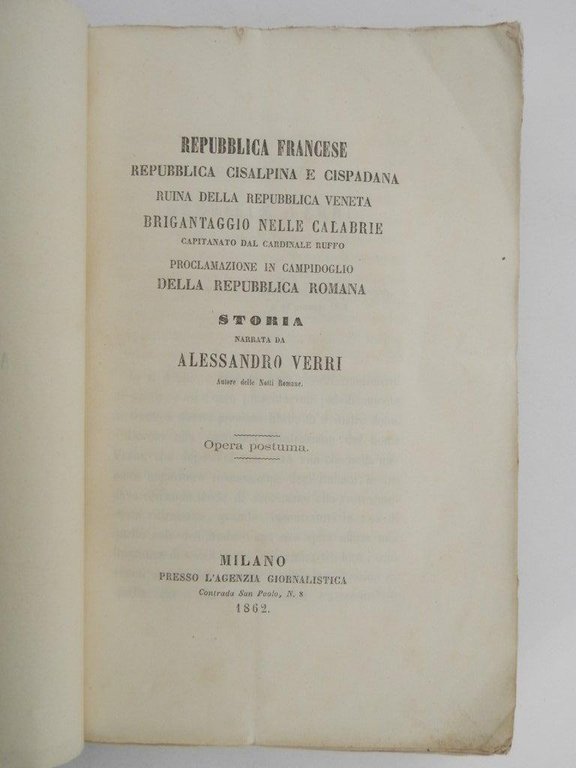 REPUBBLICA FRANCESE
REPUBBLICA CISALPINA E CISPADANA
RUINA DELLA REPUBBLICA VENETA
BRIGANTAGGIO NELLE CALABRIE
CAPITANATO DAL CARDINALE RUFFO
PROCLAMAZIONE IN CAMPIDOGLIO
DELLA REPUBBLICA ROMANA
STORIA
NARRATA DA
ALESSANDRO VERRI
Autore delle Notti Romane.
Opera postuma.
MILANO
PRESSO L'AGENZIA GIORNALISTICA
Contrada San Paolo, N. 8
1862.